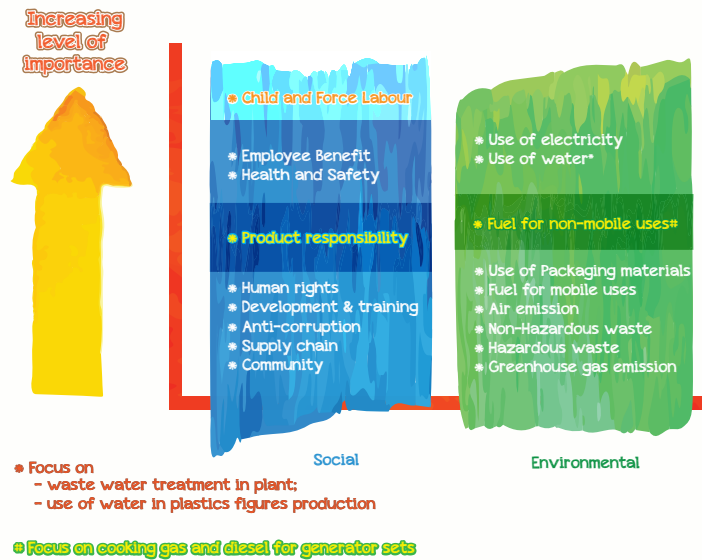 Increasing
level of
importance
* Child and Force Labour
* Employee Benefit
* Health and Safety
* Product responsibility
* Human rights
* Development & training
* Anti-corruption
* Supply chain
* Community
Social
* Use of electricity
* Use of water*
* Fuel for non-mobile uses#
* Use of Packaging materials
* Fuel for mobile uses
* Air emission
* Non-Hazardous waste
* Hazardous waste
* Greenhouse gas emission
Environmental
* Focus on
- waste water treatment in plant;
- use of water in plastics figures production
# Focus on cooking gas and diesel for generator sets